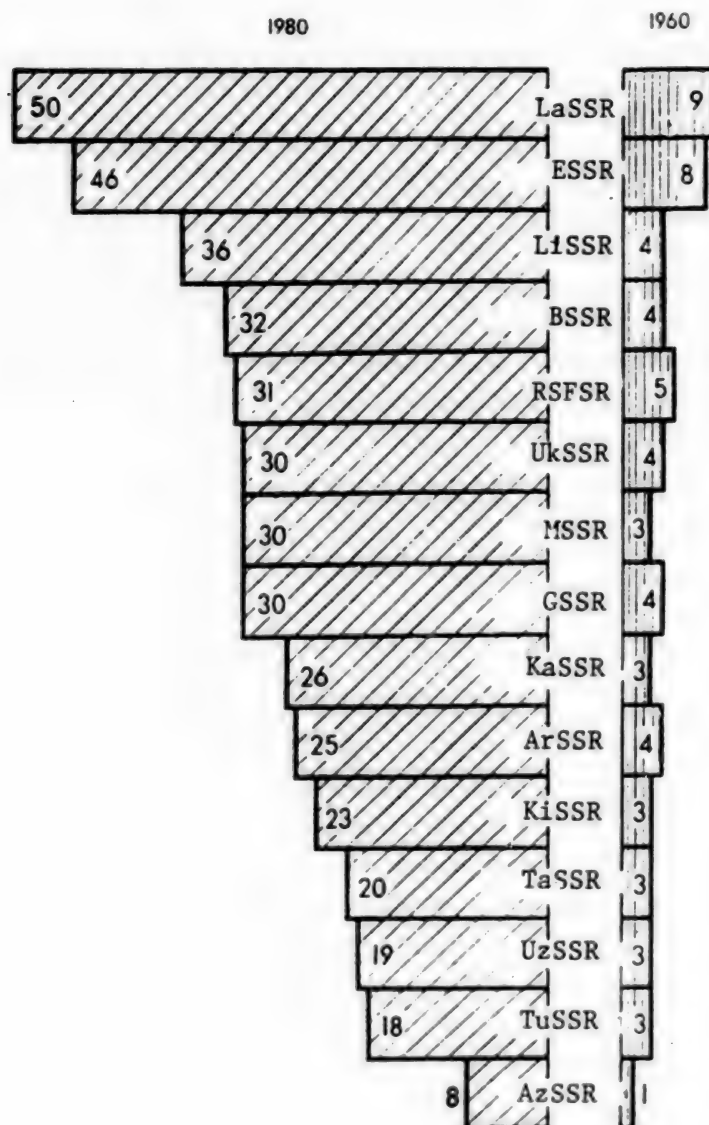 1980 1960
50 LaSSR 9
46 ESSR 8
36 LiSSR 4
32 BSSR 4
31 RSFSR 5
30 UkSSR 4
30 MSSR 3
30 GSSR 4
26 KaSSR 3
25 ArSSR 4
23 KiSSR 3
20 TaSSR 3
19 UzSSR 3
18 TuSSR 3
8 AzSSR 1